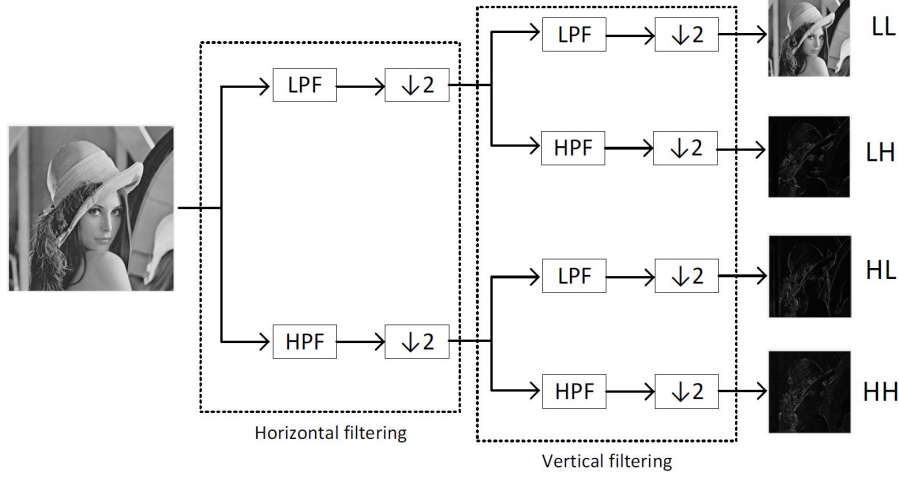 LPF ↓2 LL
LPF ↓2
HPF ↓2 LH
LPF ↓2 HL
HPF ↓2
HPF ↓2 HH
Horizontal filtering
Vertical filtering